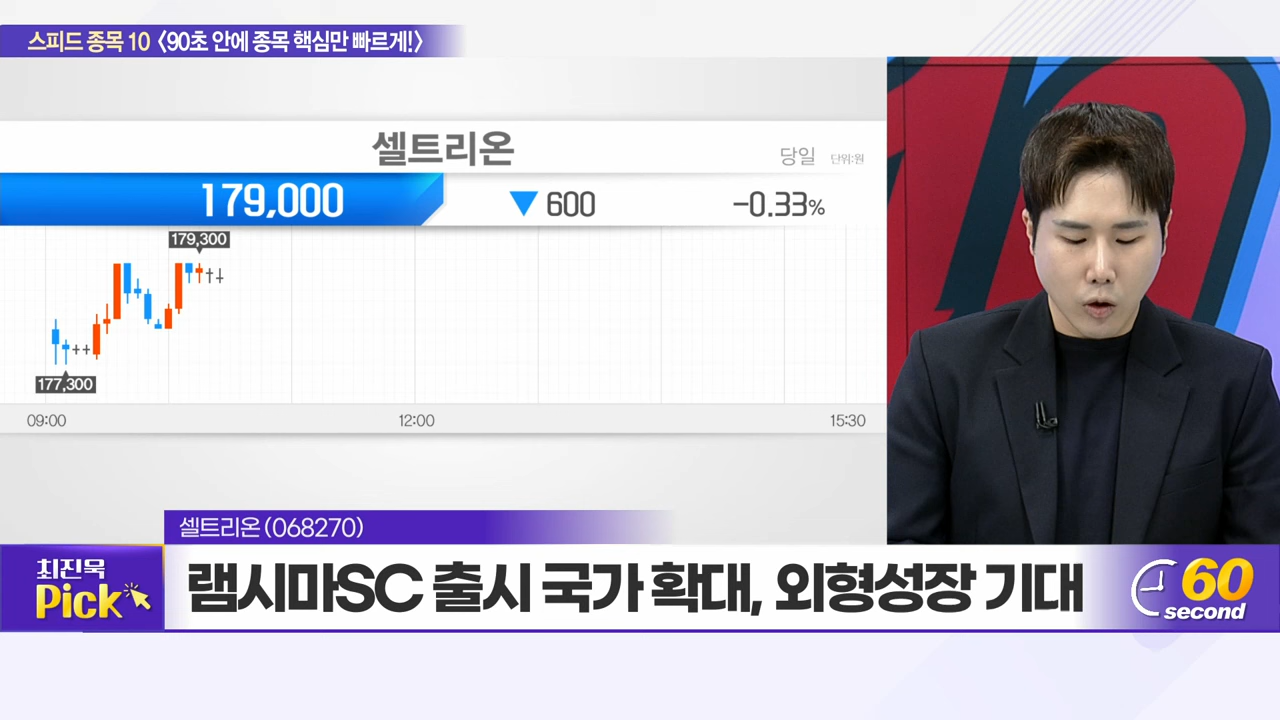 스피드 종목 10 〈90초 안에 종목 핵심만 빠르게!〉
셀트리온
당일 단위:원
179,000 ▼ 600 -0.33%
179,300
177,300
09:00 12:00 15:30
셀트리온 (068270)
최진욱
Pick
램시마SC 출시 국가 확대, 외형성장 기대
60
second